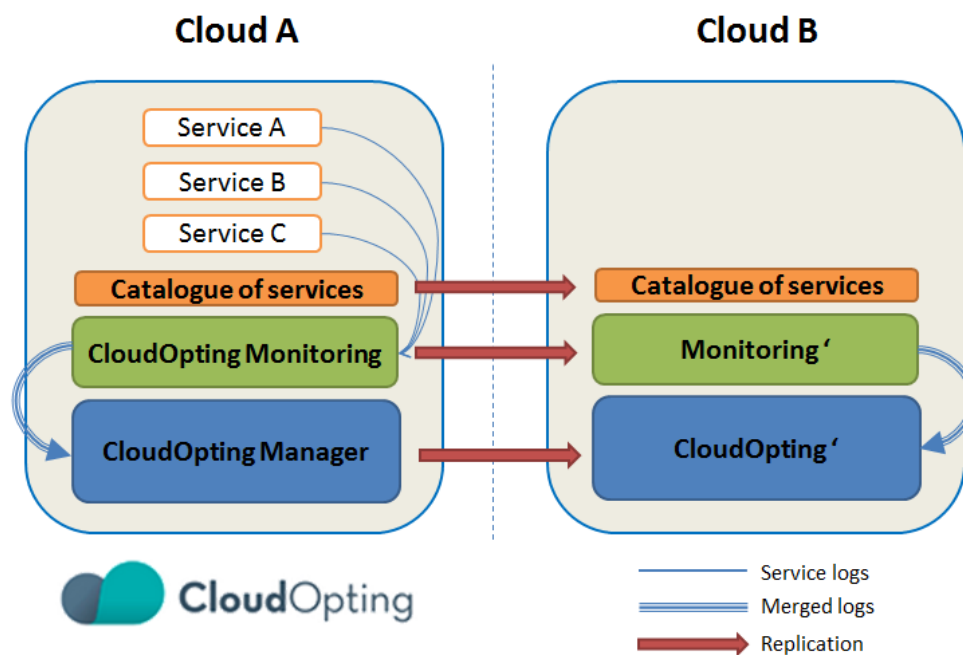 Cloud A
Cloud B
Service A
Service B
Service C
Catalogue of services
Catalogue of services
CloudOpting Monitoring
Monitoring ‘
CloudOpting Manager
CloudOpting ‘
CloudOpting
Service logs
Merged logs
Replication